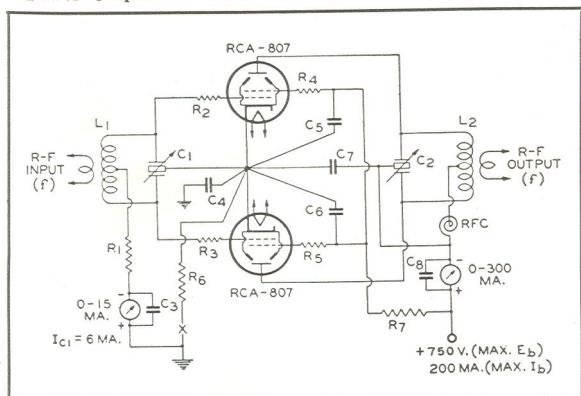 RCA-807
R4
R2
L1
C5
L2
C1
C7
C2
R-F
INPUT
(f)
R-F
OUTPUT
(f)
C4
C6
RFC
R1
R3
R5
C8
R6
0-300
MA.
0-15
MA.
C3
RCA-807
R7
IC1 = 6 MA.
+750 V. (MAX. Eb)
200 MA. (MAX. Ib)